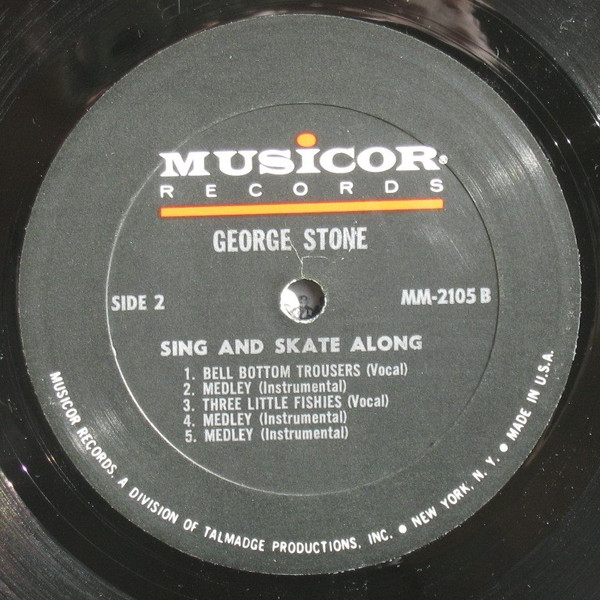 MUSICOR®
RECORDS
GEORGE STONE
SIDE 2
MM-2105 B
SING AND SKATE ALONG
1. BELL BOTTOM TROUSERS (Vocal)
2. MEDLEY (Instrumental)
3. THREE LITTLE FISHIES (Vocal)
4. MEDLEY (Instrumental)
5. MEDLEY (Instrumental)
MUSICOR RECORDS, A DIVISION OF TALMADGE PRODUCTIONS, INC. ● NEW YORK, N. Y. ● MADE IN U.S.A.